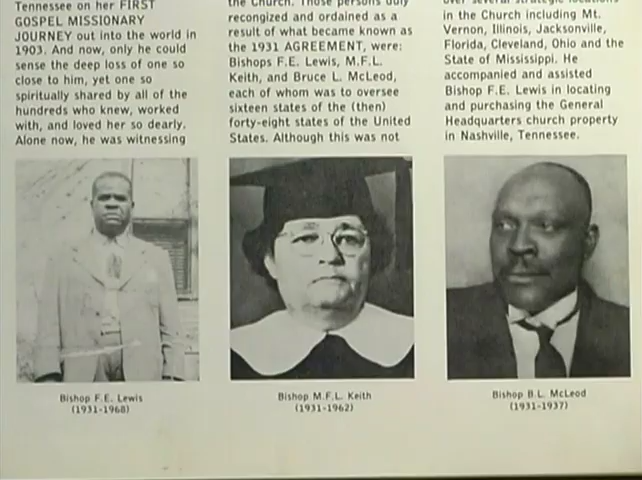 Tennessee on her FIRST
GOSPEL MISSIONARY
JOURNEY out into the world in
1903. And now, only he could
sense the deep loss of one so
close to him, yet one so
spiritually shared by all of the
hundreds who knew, worked
with, and loved her so dearly.
Alone now, he was witnessing
the Church. Those persons duly
recongized and ordained as a
result of what became known as
the 1931 AGREEMENT, were:
Bishops F.E. Lewis, M.F.L.
Keith, and Bruce L. McLeod,
each of whom was to oversee
sixteen states of the (then)
forty-eight states of the United
States. Although this was not
over several strategic locations
in the Church including Mt.
Vernon, Illinois, Jacksonville,
Florida, Cleveland, Ohio and the
State of Mississippi. He
accompanied and assisted
Bishop F.E. Lewis in locating
and purchasing the General
Headquarters church property
in Nashville, Tennessee.
Bishop F.E. Lewis
(1931-1968)
Bishop M.F.L. Keith
(1931-1962)
Bishop B.L. McLeod
(1931-1937)